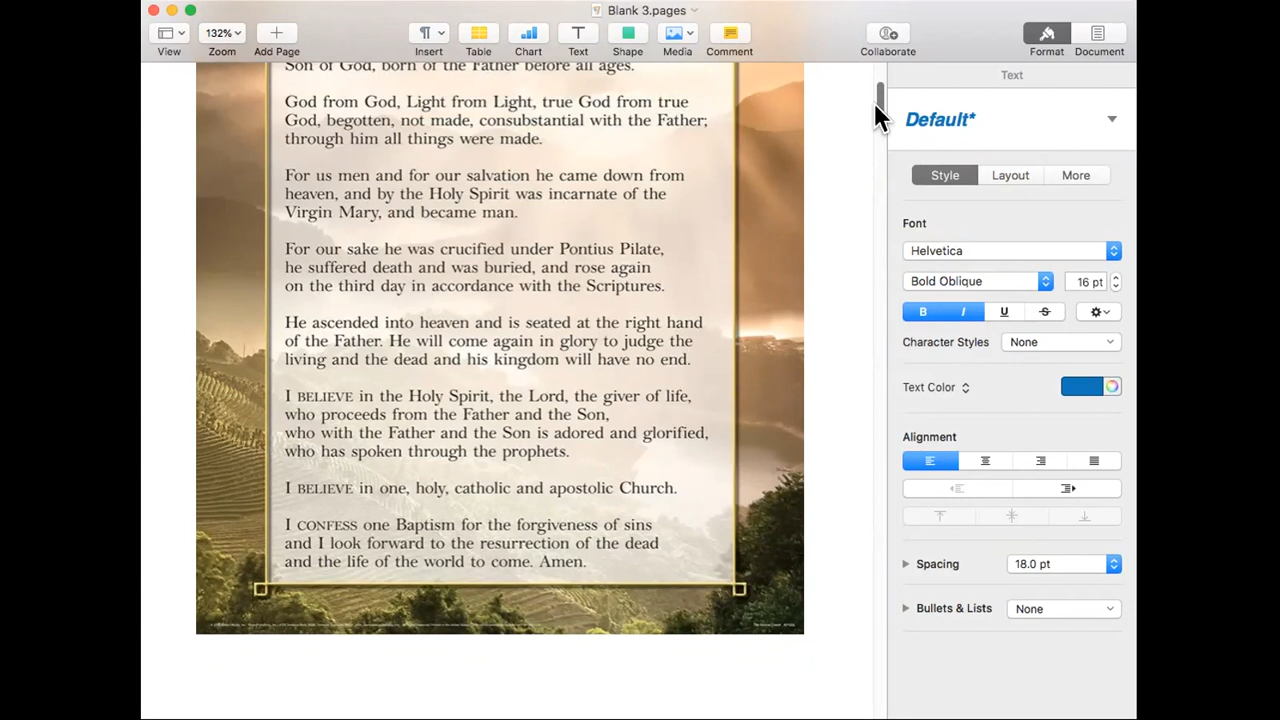 Blank 3.pages
132%
View
Zoom
Add Page
Insert
Table
Chart
Text
Shape
Media
Comment
Collaborate
Format
Document
Son of God, born of the Father before all ages.
God from God, Light from Light, true God from true
God, begotten, not made, consubstantial with the Father;
through him all things were made.
For us men and for our salvation he came down from
heaven, and by the Holy Spirit was incarnate of the
Virgin Mary, and became man.
For our sake he was crucified under Pontius Pilate,
he suffered death and was buried, and rose again
on the third day in accordance with the Scriptures.
He ascended into heaven and is seated at the right hand
of the Father. He will come again in glory to judge the
living and the dead and his kingdom will have no end.
I BELIEVE in the Holy Spirit, the Lord, the giver of life,
who proceeds from the Father and the Son,
who with the Father and the Son is adored and glorified,
who has spoken through the prophets.
I BELIEVE in one, holy, catholic and apostolic Church.
I CONFESS one Baptism for the forgiveness of sins
and I look forward to the resurrection of the dead
and the life of the world to come. Amen.
Text
Default*
Style
Layout
More
Font
Helvetica
Bold Oblique
16 pt
B
I
U
S
Character Styles
None
Text Color
Alignment
Spacing
18.0 pt
Bullets & Lists
None